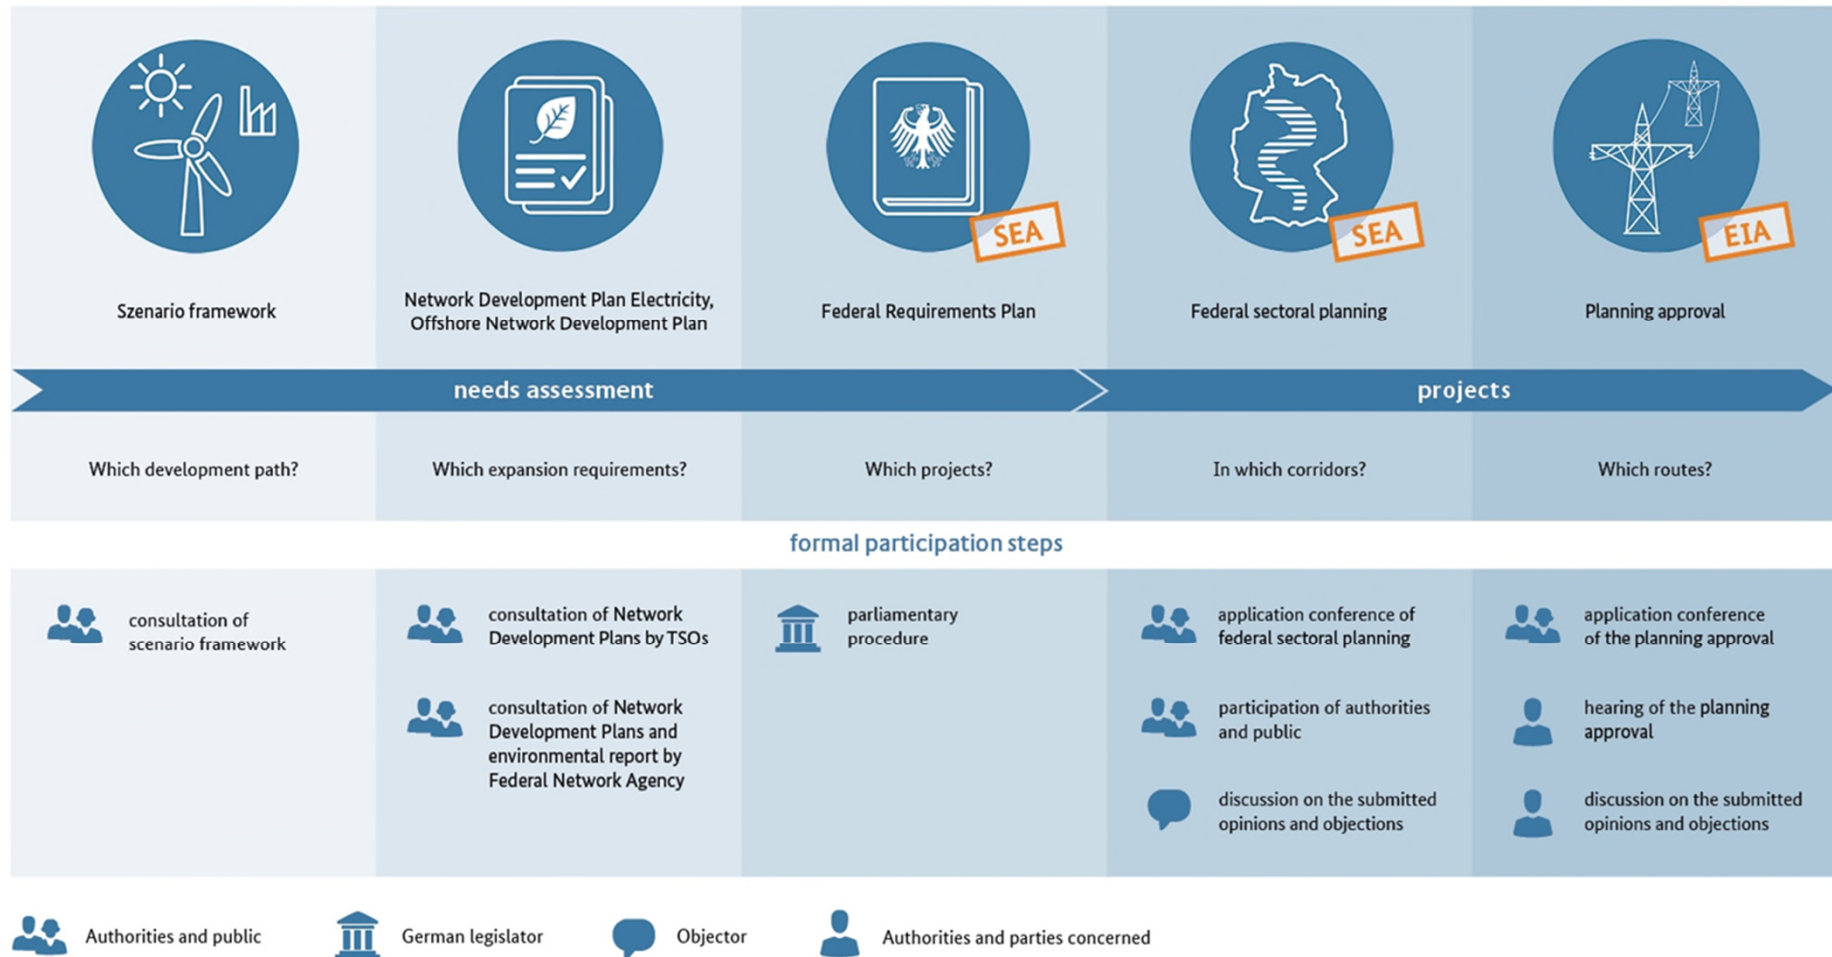 SEA
SEA
EIA
Szenario framework
Network Development Plan Electricity,
Offshore Network Development Plan
Federal Requirements Plan
Federal sectoral planning
Planning approval
needs assessment
projects
Which development path?
Which expansion requirements?
Which projects?
In which corridors?
Which routes?
formal participation steps
consultation of
scenario framework
consultation of Network
Development Plans by TSOs
consultation of Network
Development Plans and
environmental report by
Federal Network Agency
parliamentary
procedure
application conference of
federal sectoral planning
participation of authorities
and public
discussion on the submitted
opinions and objections
application conference
of the planning approval
hearing of the planning
approval
discussion on the submitted
opinions and objections
Authorities and public
German legislator
Objector
Authorities and parties concerned